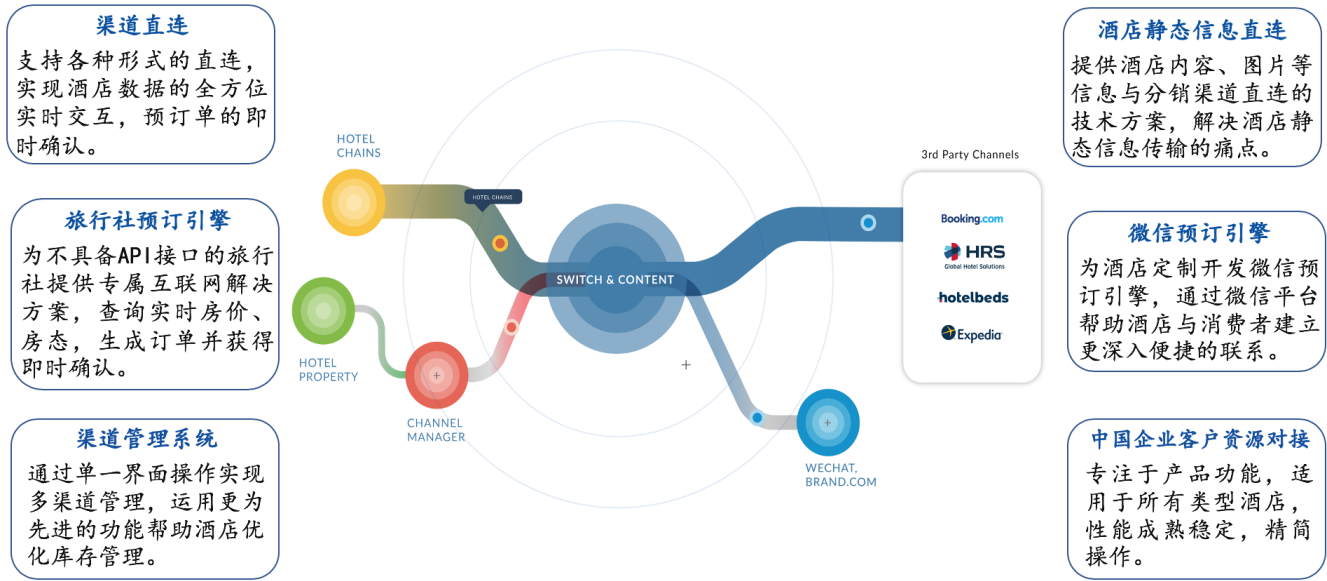 渠道直连
支持各种形式的直连，
实现酒店数据的全方位
实时交互，预订单的即
时确认。
旅行社预订引擎
为不具备API接口的旅行
社提供专属互联网解决
方案，查询实时房价、
房态，生成订单并获得
即时确认。
渠道管理系统
通过单一界面操作实现
多渠道管理，运用更为
先进的功能帮助酒店优
化库存管理。
HOTEL
CHAINS
HOTEL CHAINS
SWITCH & CONTENT
HOTEL
PROPERTY
CHANNEL
MANAGER
WECHAT,
BRAND.COM
3rd Party Channels
Booking.com
HRS
Global Hotel Solutions
hotelbeds
Expedia
酒店静态信息直连
提供酒店内容、图片等
信息与分销渠道直连的
技术方案，解决酒店静
态信息传输的痛点。
微信预订引擎
为酒店定制开发微信预
订引擎，通过微信平台
帮助酒店与消费者建立
更深入便捷的联系。
中国企业客户资源对接
专注于产品功能，适
用于所有类型酒店，
性能成熟稳定，精简
操作。